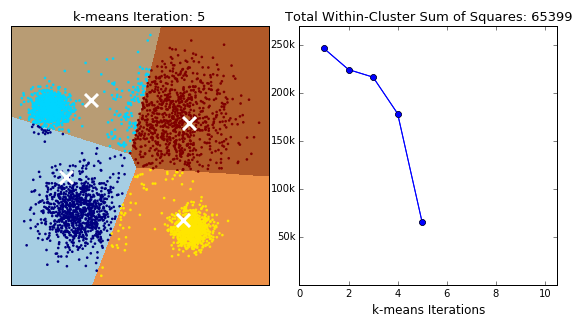 k-means Iteration: 5
Total Within-Cluster Sum of Squares: 65399
250k
200k
150k
100k
50k
0 2 4 6 8 10
k-means Iterations